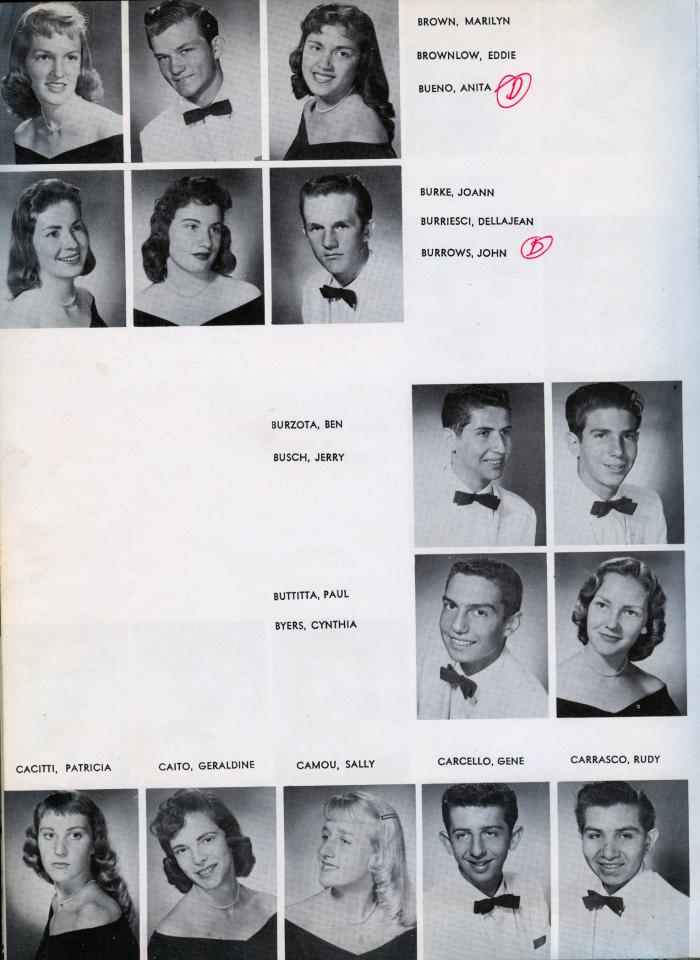 BROWN, MARILYN
BROWNLOW, EDDIE
BUENO, ANITA D
BURKE, JOANN
BURRIESCI, DELLAJEAN
BURROWS, JOHN D
BURZOTA, BEN
BUSCH, JERRY
BUTTITTA, PAUL
BYERS, CYNTHIA
CACITTI, PATRICIA
CAITO, GERALDINE
CAMOU, SALLY
CARCELLO, GENE
CARRASCO, RUDY